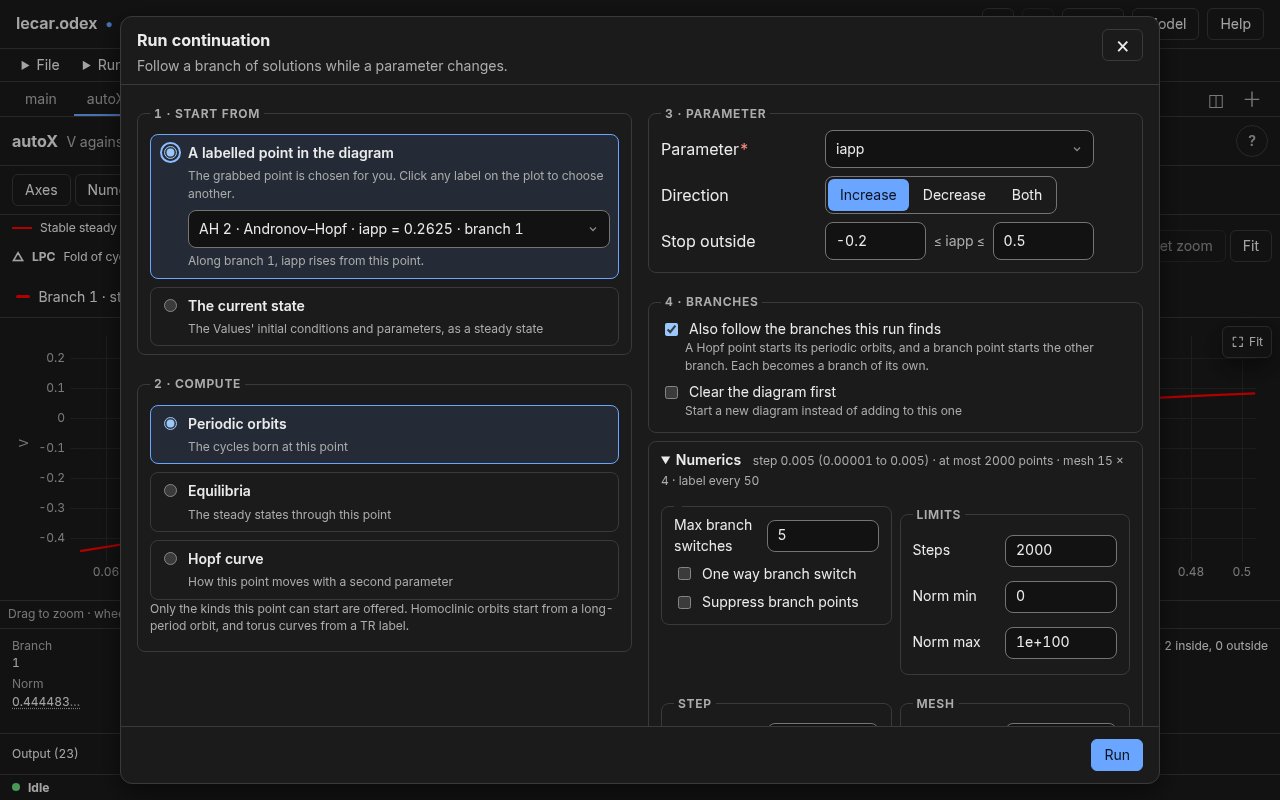 lecar.odex
odel
Help
Run continuation
Follow a branch of solutions while a parameter changes.
File
Run
main
autoX
autoX V agains
?
Axes
Nume
Stable steady
LPC Fold of cyc
Branch 1 · st
et zoom
Fit
Fit
1 · START FROM
A labelled point in the diagram
The grabbed point is chosen for you. Click any label on the plot to choose
another.
AH 2 · Andronov–Hopf · iapp = 0.2625 · branch 1
Along branch 1, iapp rises from this point.
The current state
The Values' initial conditions and parameters, as a steady state
2 · COMPUTE
Periodic orbits
The cycles born at this point
Equilibria
The steady states through this point
Hopf curve
How this point moves with a second parameter
Only the kinds this point can start are offered. Homoclinic orbits start from a long-
period orbit, and torus curves from a TR label.
3 · PARAMETER
Parameter*
iapp
Direction
Increase
Decrease
Both
Stop outside
-0.2
≤ iapp ≤
0.5
4 · BRANCHES
Also follow the branches this run finds
A Hopf point starts its periodic orbits, and a branch point starts the other
branch. Each becomes a branch of its own.
Clear the diagram first
Start a new diagram instead of adding to this one
Numerics step 0.005 (0.00001 to 0.005) · at most 2000 points · mesh 15 ×
4 · label every 50
Max branch
switches
5
One way branch switch
Suppress branch points
LIMITS
Steps
2000
Norm min
0
Norm max
1e+100
STEP
MESH
Run
0.2
0.1
0
-0.1
-0.2
-0.3
-0.4
V
0.06
0.48
0.5
Drag to zoom · whee
Branch
1
Norm
0.444483...
2 inside, 0 outside
Output (23)
Idle